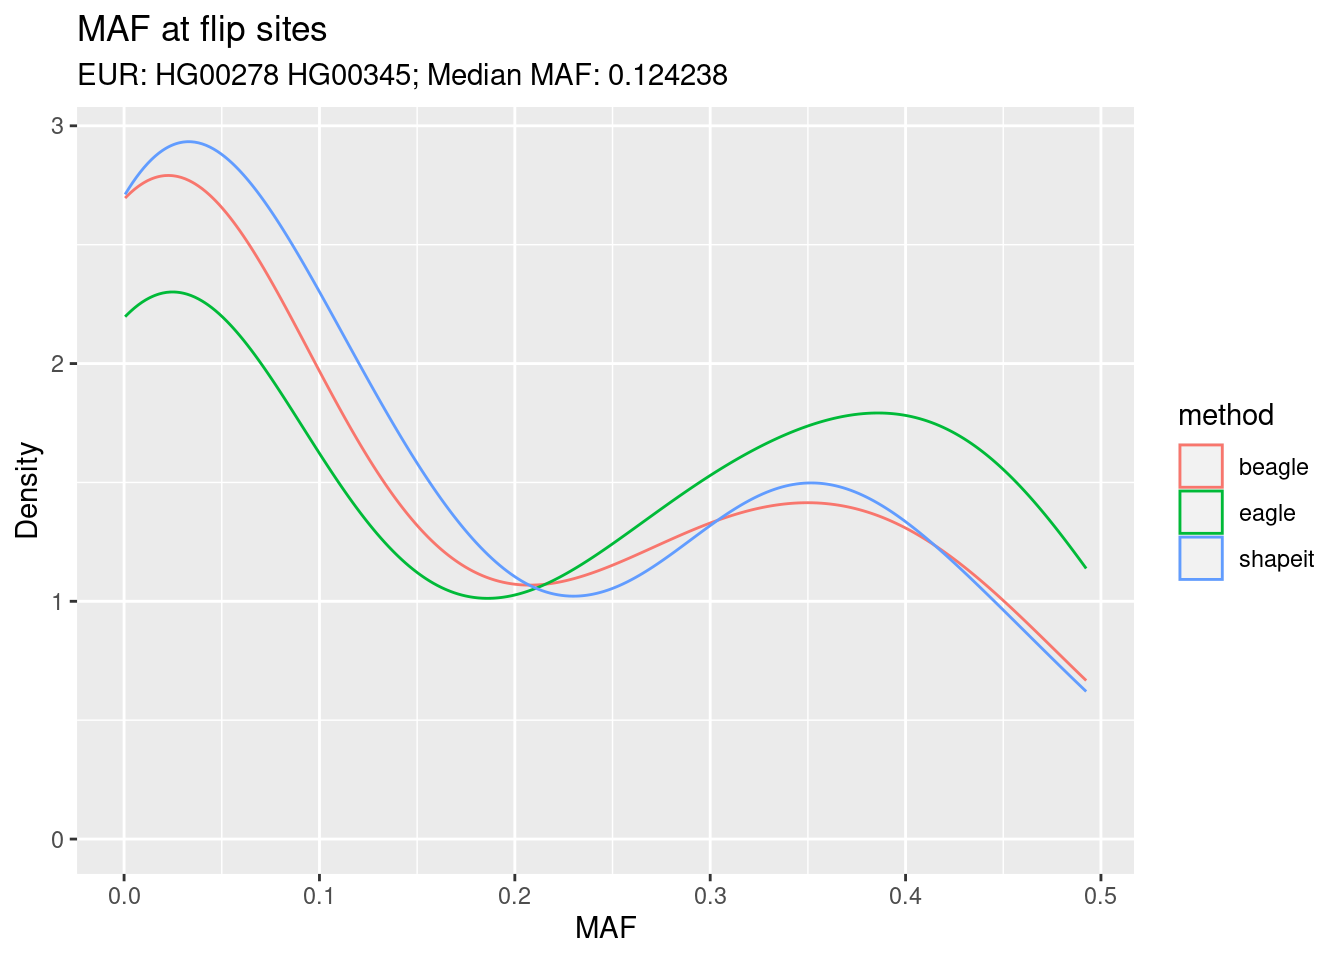 MAF at flip sites
EUR: HG00278 HG00345; Median MAF: 0.124238
3
2
1
0
Density
0.0 0.1 0.2 0.3 0.4 0.5
MAF
method
beagle
eagle
shapeit